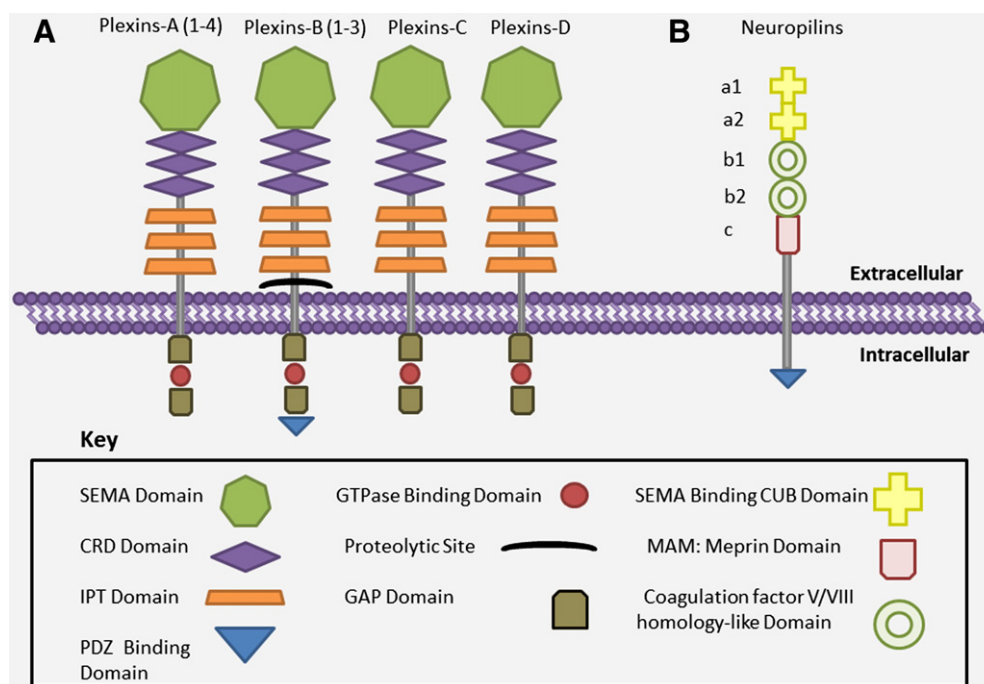 A
Plexins-A (1-4)
Plexins-B (1-3)
Plexins-C
Plexins-D
B
Neuropilins
a1
a2
b1
b2
c
Extracellular
Intracellular
Key
SEMA Domain
GTPase Binding Domain
SEMA Binding CUB Domain
CRD Domain
Proteolytic Site
MAM: Meprin Domain
IPT Domain
GAP Domain
Coagulation factor V/VIII
homology-like Domain
PDZ Binding
Domain